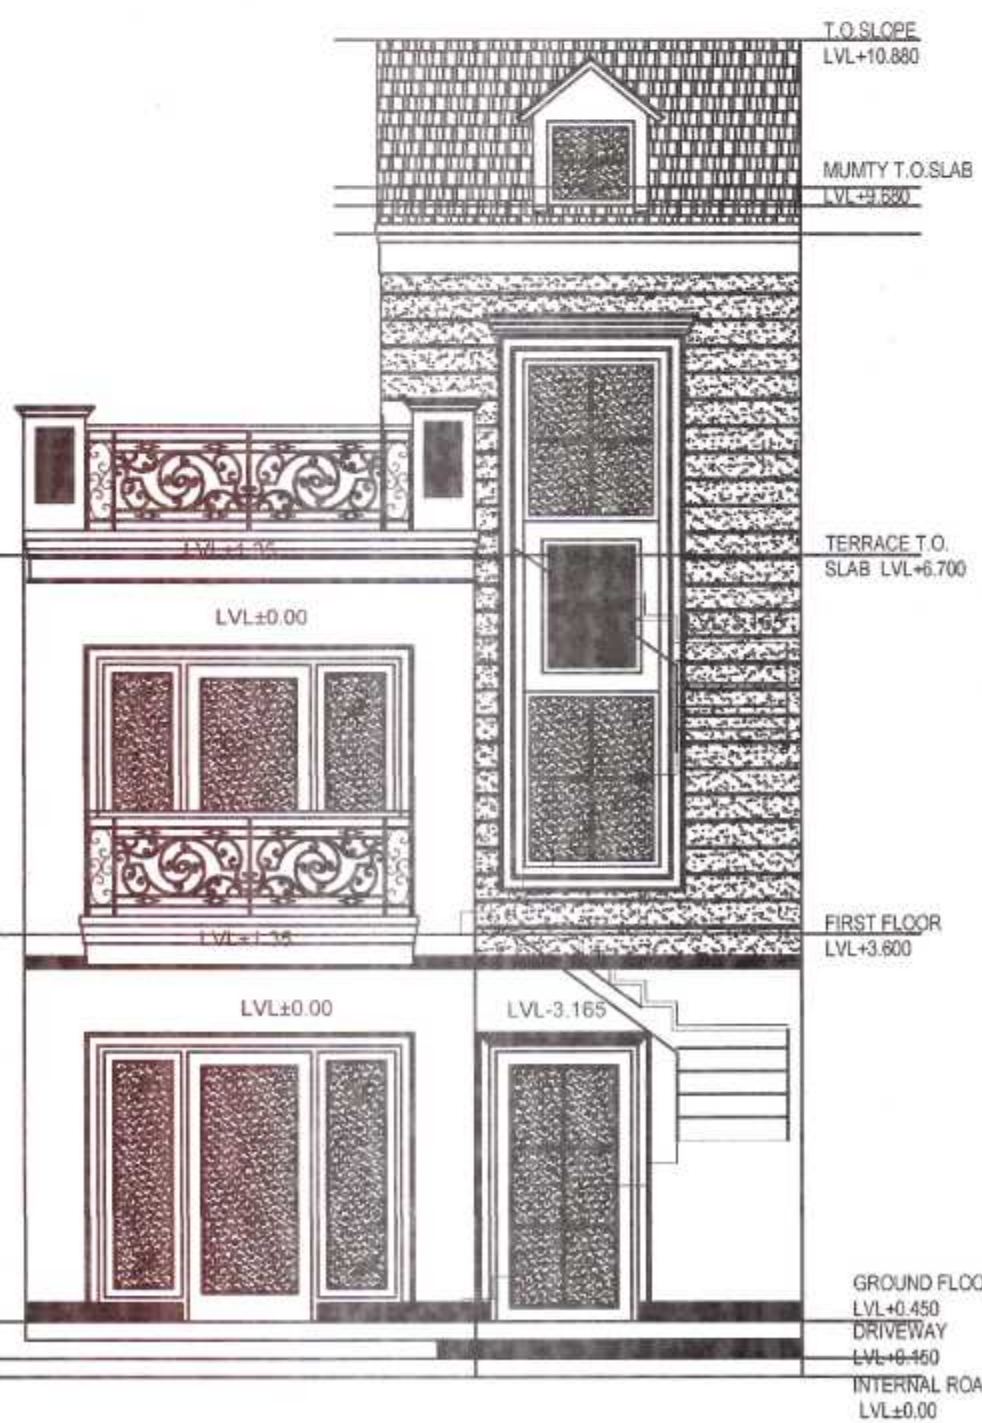 T.O.SLOPE
LVL+10.880
MUMTY T.O.SLAB
LVL+9.680
TERRACE T.O.
SLAB LVL+6.700
LVL±0.00
FIRST FLOOR
LVL+3.600
LVL±0.00
LVL-3.165
GROUND FLOO
LVL+0.450
DRIVEWAY
LVL+0.150
INTERNAL ROA
LVL±0.00